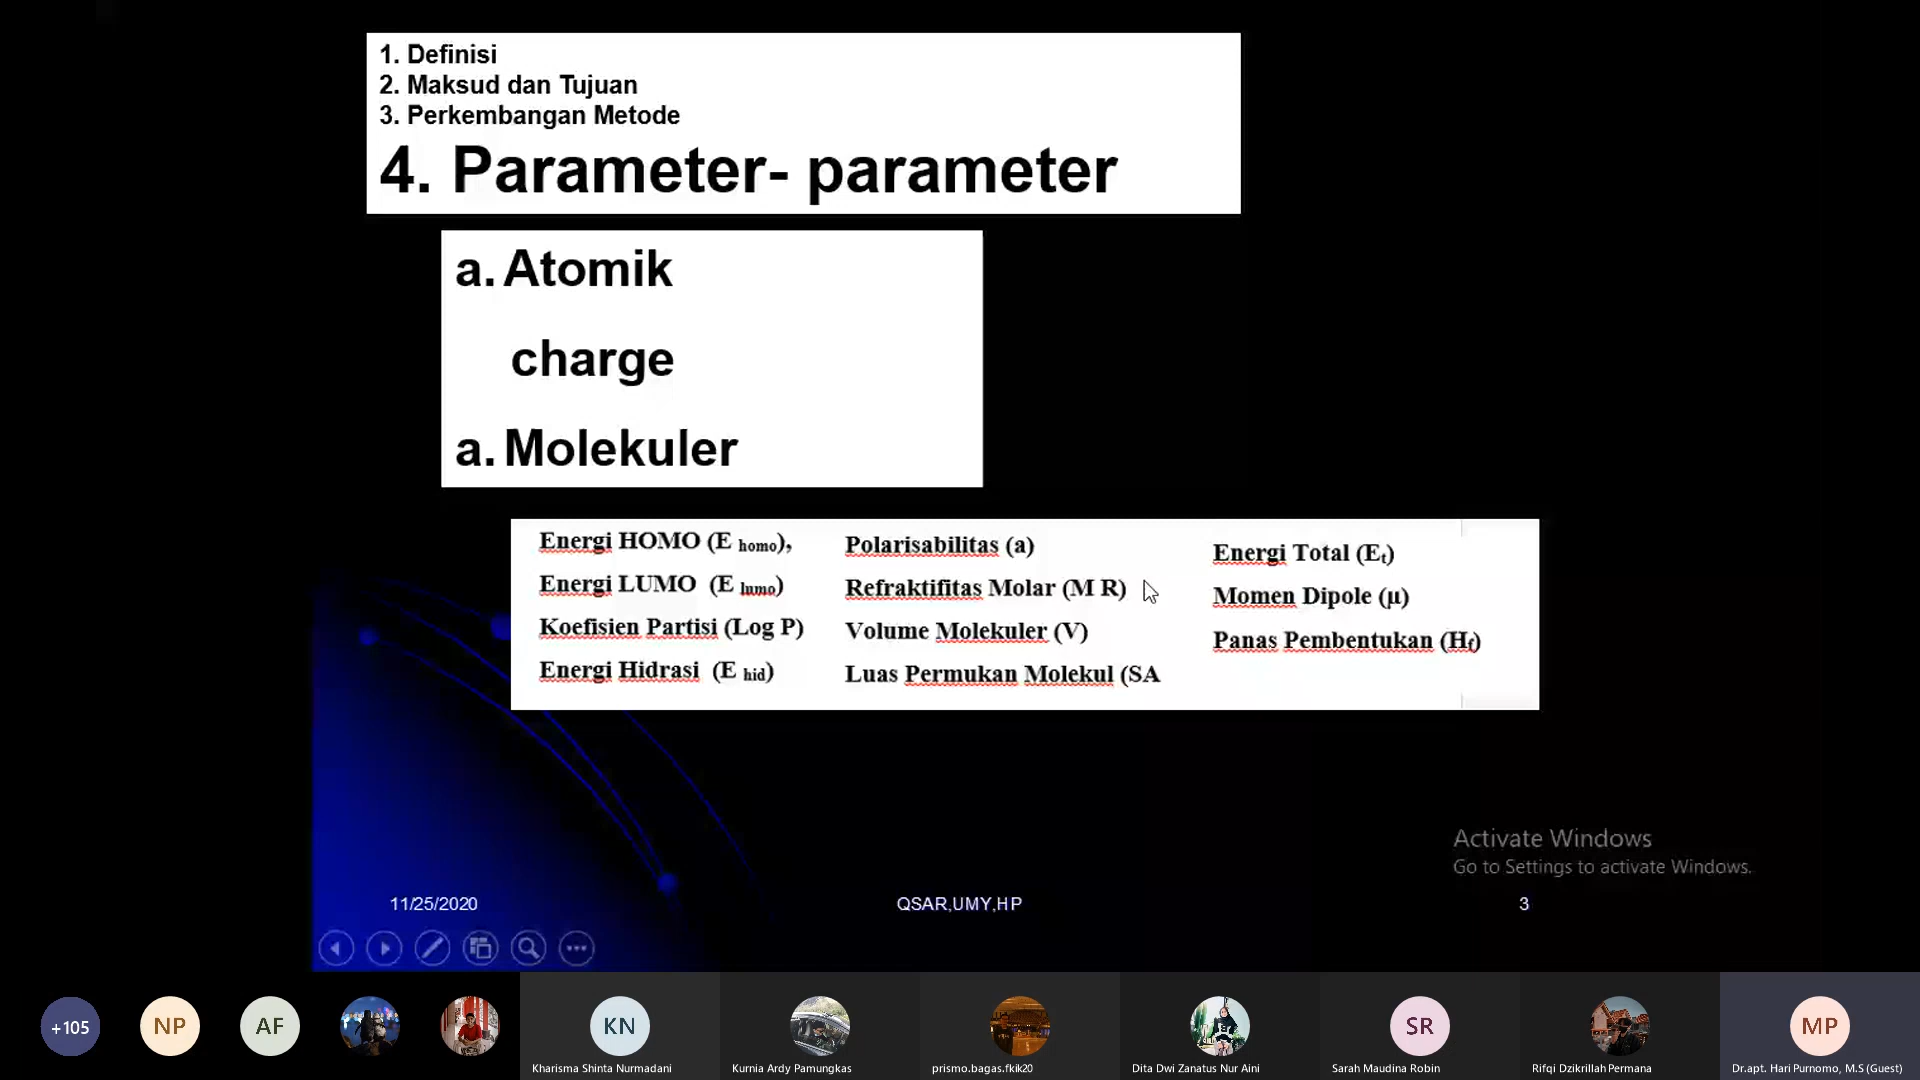 1. Definisi
2. Maksud dan Tujuan
3. Perkembangan Metode
4. Parameter- parameter
a. Atomik
charge
a. Molekuler
Energi HOMO (E homo),
Energi LUMO (E lumo)
Koefisien Partisi (Log P)
Energi Hidrasi (E hid)
Polarisabilitas (a)
Refraktifitas Molar (M R)
Volume Molekuler (V)
Luas Permukan Molekul (SA
Energi Total (Et)
Momen Dipole (μ)
Panas Pembentukan (Hf)
Activate Windows
Go to Settings to activate Windows.
11/25/2020
QSAR,UMY,HP
3
+105
NP
AF
KN
Kharisma Shinta Nurmadani
Kurnia Ardy Pamungkas
prismo.bagas.fkik20
Dita Dwi Zanatus Nur Aini
SR
Sarah Maudina Robin
Rifqi Dzikrillah Permana
MP
Dr.apt. Hari Purnomo, M.S (Guest)